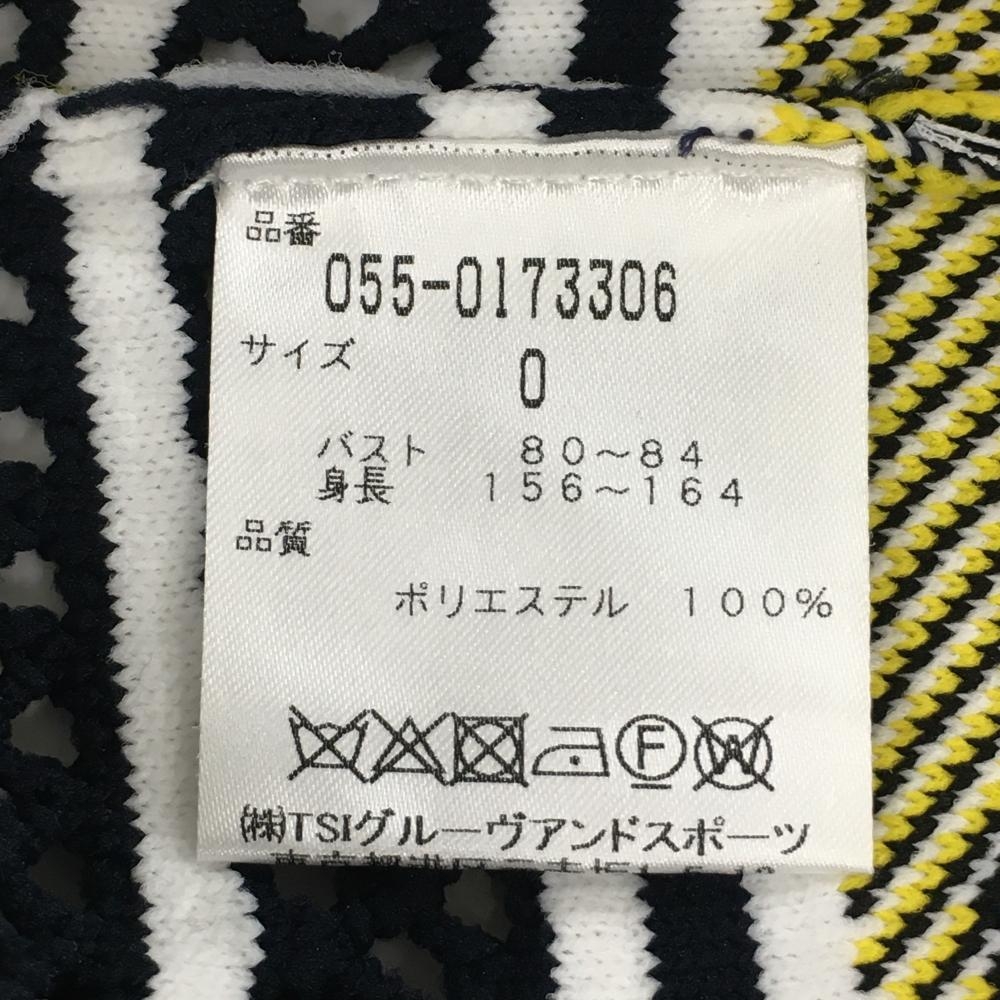 品番
055-0173306
サイズ
0
バスト 80～84
身長 156～164
品質
ポリエステル 100%
F
W
(株)TSIグルーヴアンドスポーツ